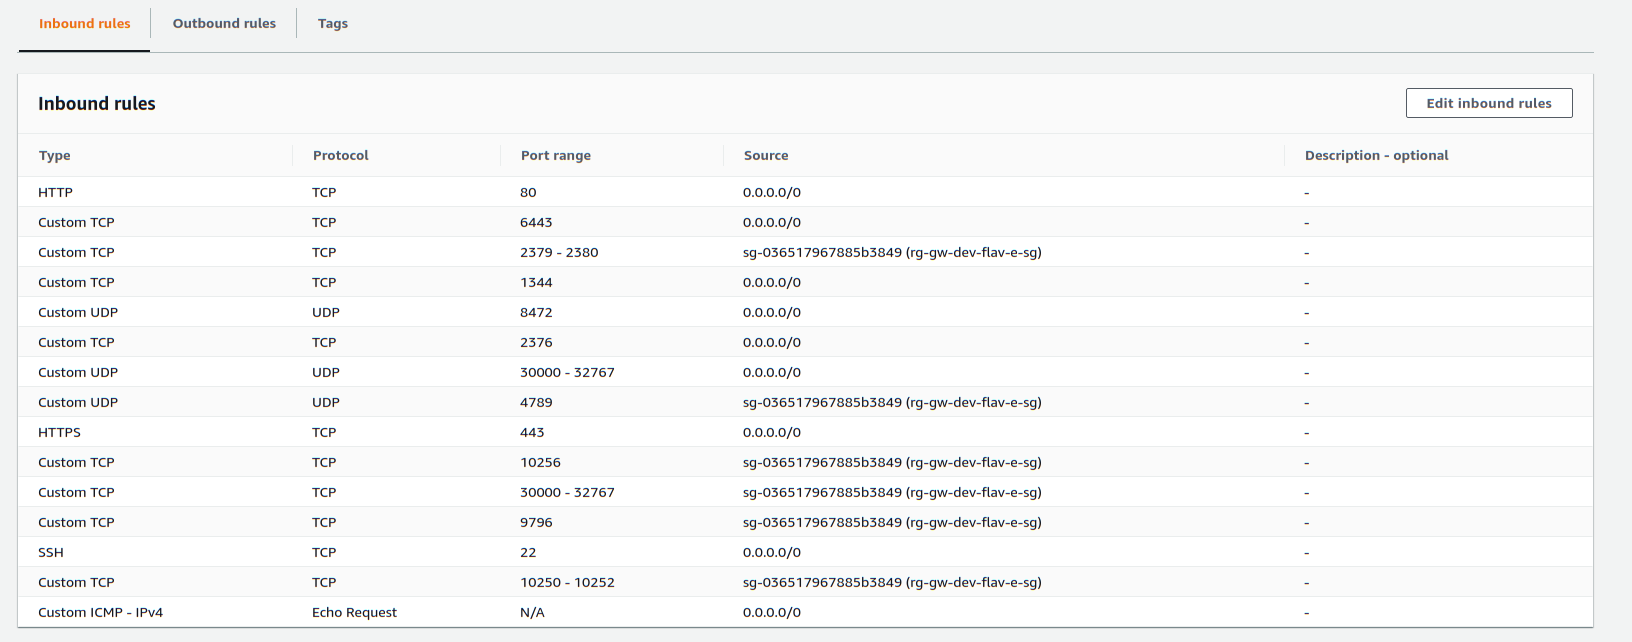 Inbound rules Outbound rules Tags
Inbound rules Edit inbound rules
Type Protocol Port range Source Description - optional
HTTP TCP 80 0.0.0.0/0 -
Custom TCP TCP 6443 0.0.0.0/0 -
Custom TCP TCP 2379 - 2380 sg-036517967885b3849 (rg-gw-dev-flav-e-sg) -
Custom TCP TCP 1344 0.0.0.0/0 -
Custom UDP UDP 8472 0.0.0.0/0 -
Custom TCP TCP 2376 0.0.0.0/0 -
Custom UDP UDP 30000 - 32767 0.0.0.0/0 -
Custom UDP UDP 4789 sg-036517967885b3849 (rg-gw-dev-flav-e-sg) -
HTTPS TCP 443 0.0.0.0/0 -
Custom TCP TCP 10256 sg-036517967885b3849 (rg-gw-dev-flav-e-sg) -
Custom TCP TCP 30000 - 32767 sg-036517967885b3849 (rg-gw-dev-flav-e-sg) -
Custom TCP TCP 9796 sg-036517967885b3849 (rg-gw-dev-flav-e-sg) -
SSH TCP 22 0.0.0.0/0 -
Custom TCP TCP 10250 - 10252 sg-036517967885b3849 (rg-gw-dev-flav-e-sg) -
Custom ICMP - IPv4 Echo Request N/A 0.0.0.0/0 -